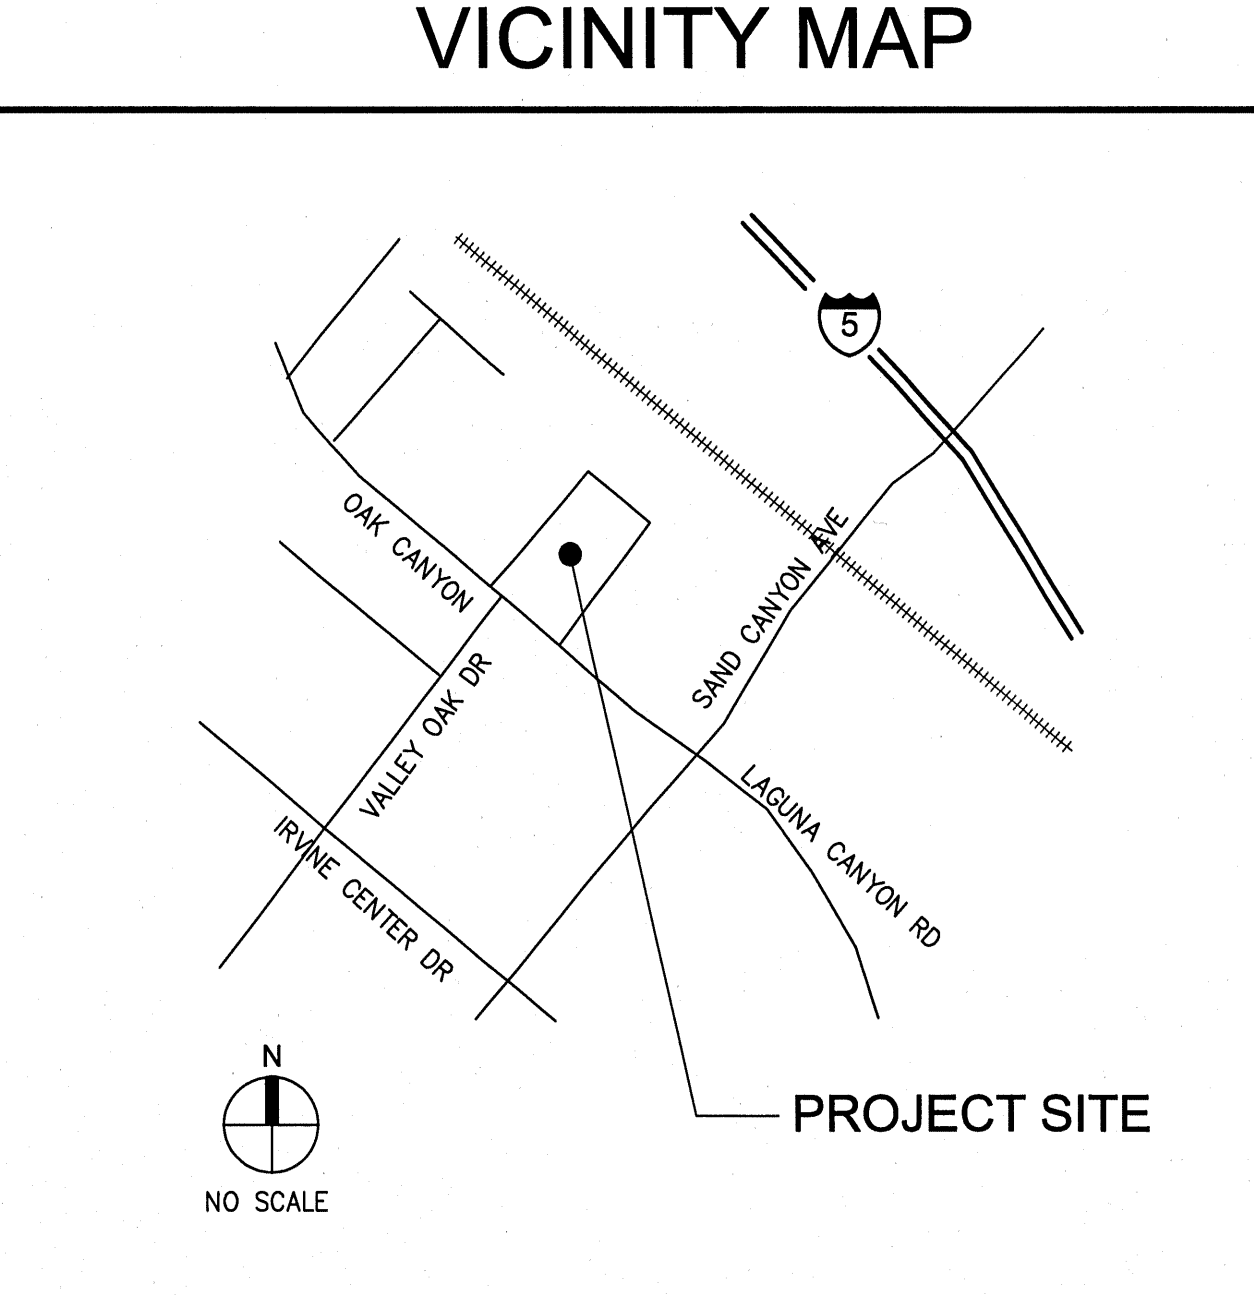 VICINITY MAP
5
OAK CANYON
SAND CANYON AVE
VALLEY OAK DR
LAGUNA CANYON RD
IRVINE CENTER DR
N
NO SCALE
PROJECT SITE